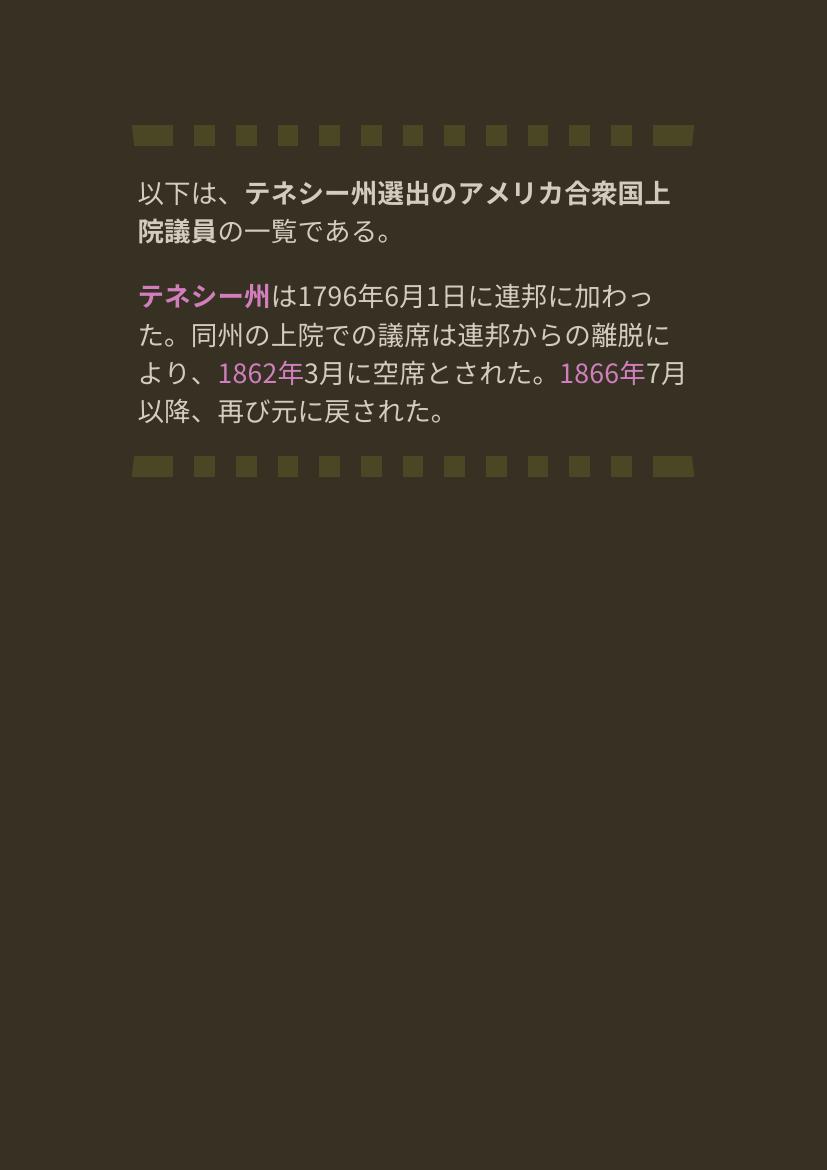 以下は、テネシー州選出のアメリカ合衆国上
院議員の一覧である。
テネシー州は1796年6月1日に連邦に加わっ
た。同州の上院での議席は連邦からの離脱に
より、1862年3月に空席とされた。1866年7月
以降、再び元に戻された。